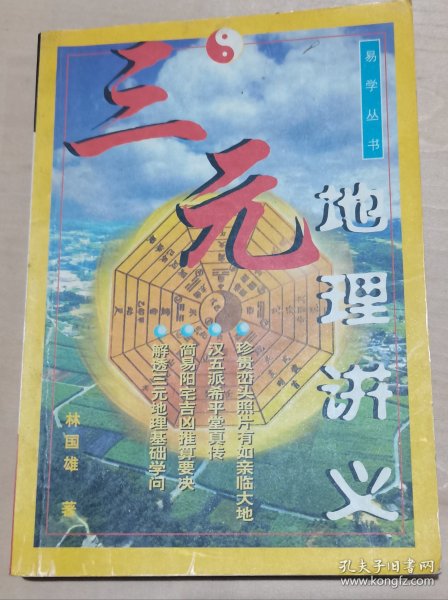 易学丛书
三元
地理讲义
珍贵峦头照片有如亲临大地
汉五派斋平堂真传
简易阳宅吉凶推算要决
解透三元地理基础学问
林国雄 著
孔夫子旧书网
www.kongfz.com